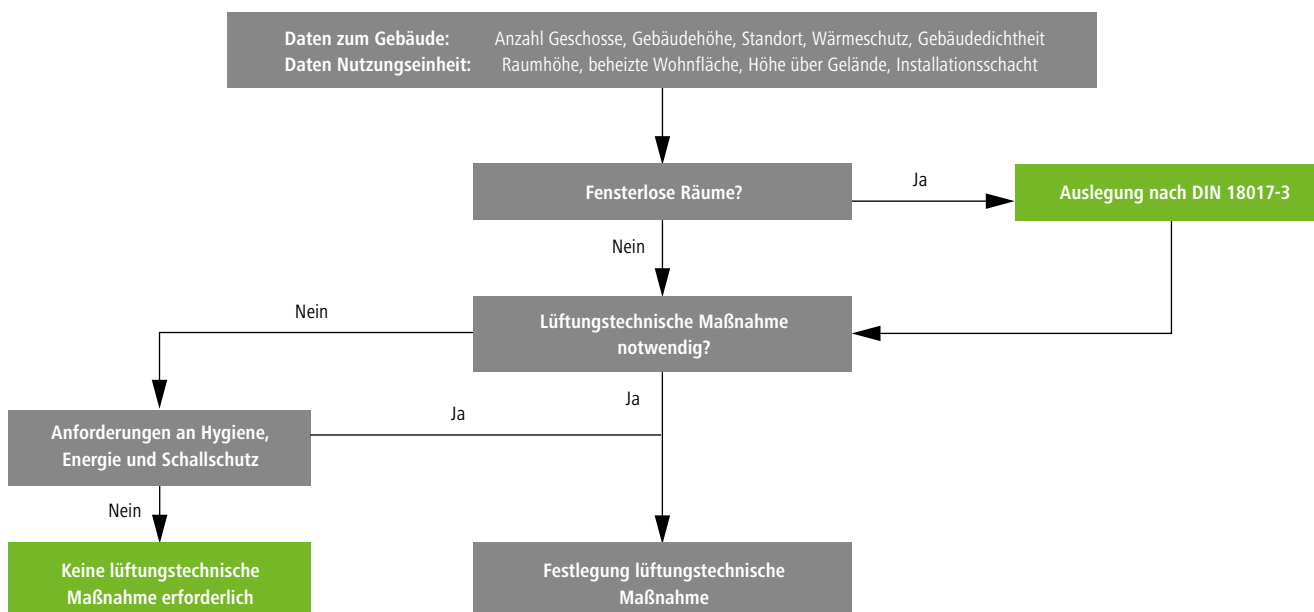 Daten zum Gebäude: Anzahl Geschosse, Gebäudehöhe, Standort, Wärmeschutz, Gebäudedichtheit
Daten Nutzungseinheit: Raumhöhe, beheizte Wohnfläche, Höhe über Gelände, Installationsschacht
Fensterlose Räume?
Ja
Auslegung nach DIN 18017-3
Nein
Nein
Lüftungstechnische Maßnahme
notwendig?
Ja
Ja
Anforderungen an Hygiene,
Energie und Schallschutz
Nein
Keine lüftungstechnische
Maßnahme erforderlich
Festlegung lüftungstechnische
Maßnahme